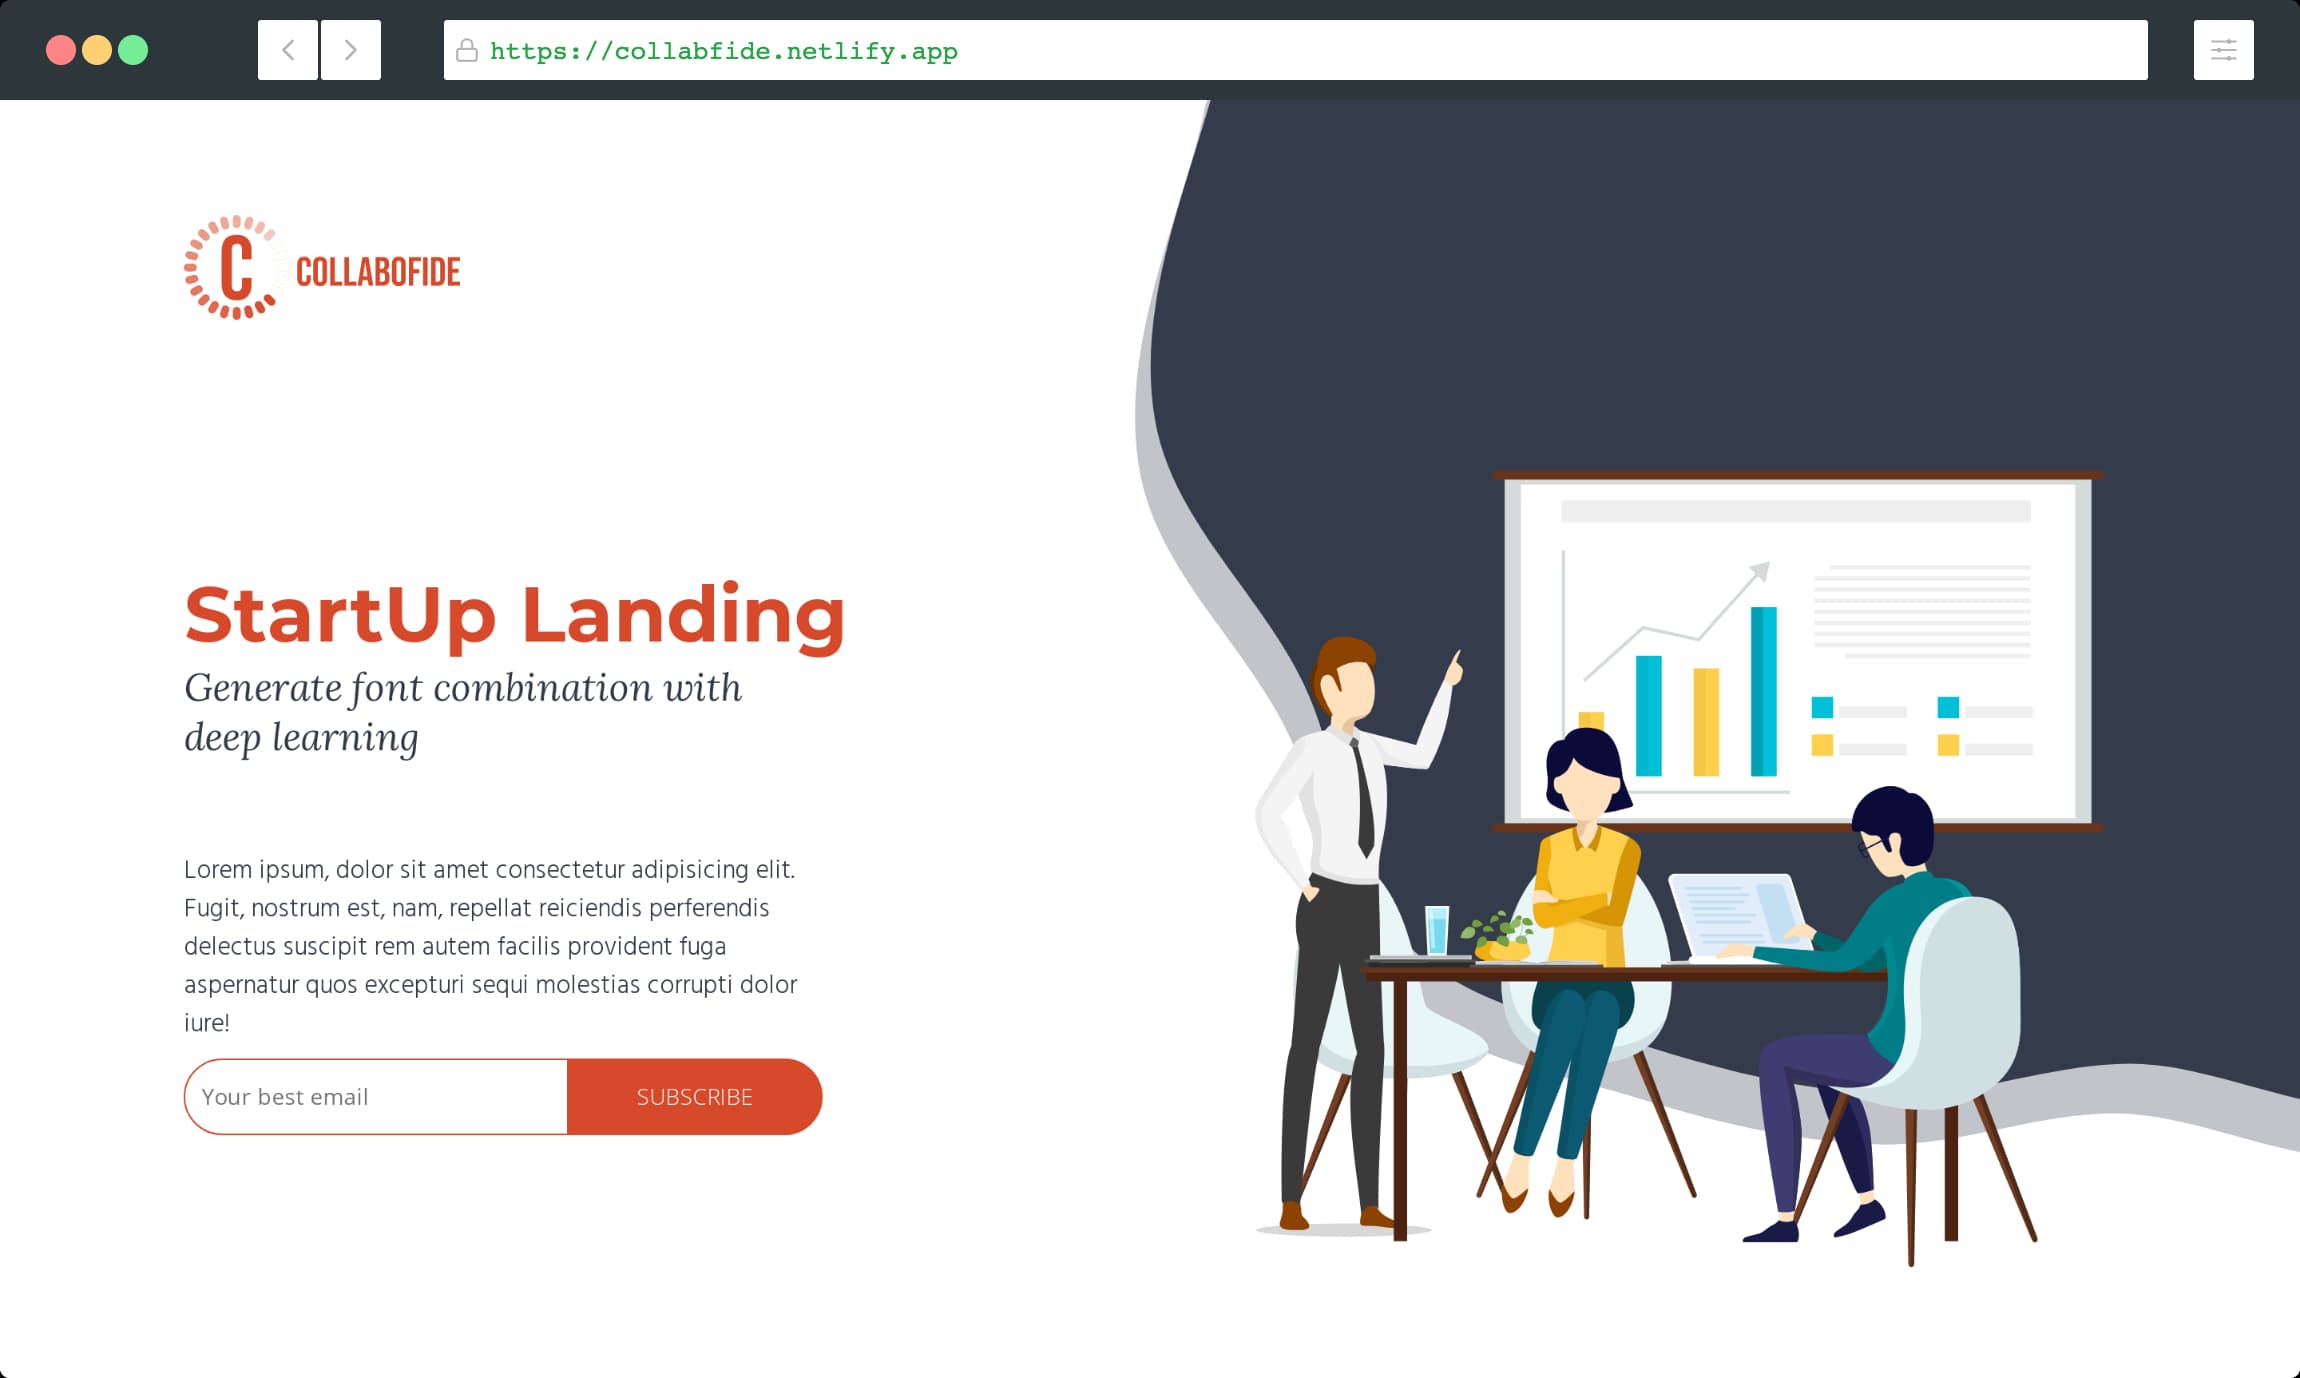 https://collabfide.netlify.app
C
COLLABOFIDE
StartUp Landing
Generate font combination with
deep learning
Lorem ipsum, dolor sit amet consectetur adipisicing elit.
Fugit, nostrum est, nam, repellat reiciendis perferendis
delectus suscipit rem autem facilis provident fuga
aspernatur quos excepturi sequi molestias corrupti dolor
iure!
Your best email
SUBSCRIBE